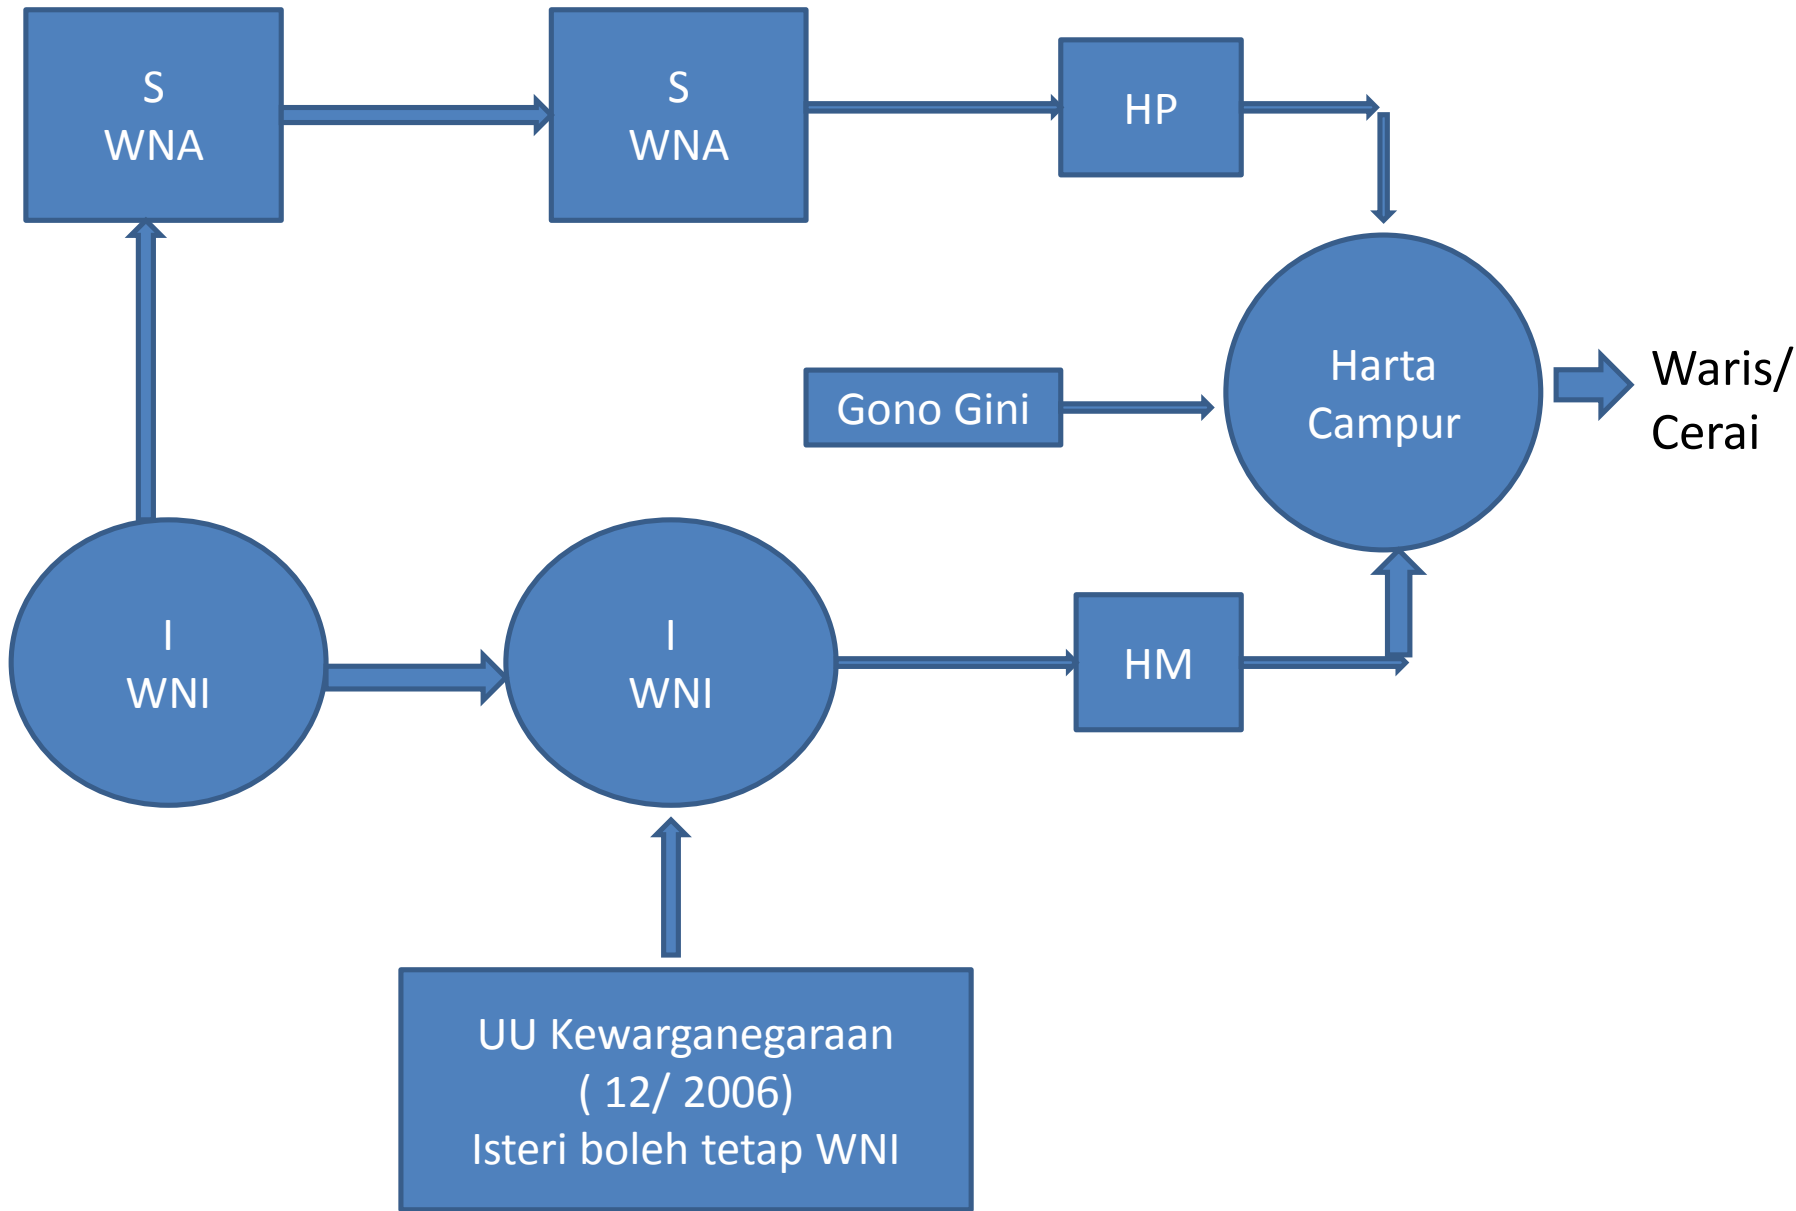 S
WNA
S
WNA
HP
Harta
Campur
Waris/
Cerai
Gono Gini
I
WNI
I
WNI
HM
UU Kewarganegaraan
( 12/ 2006)
Isteri boleh tetap WNI